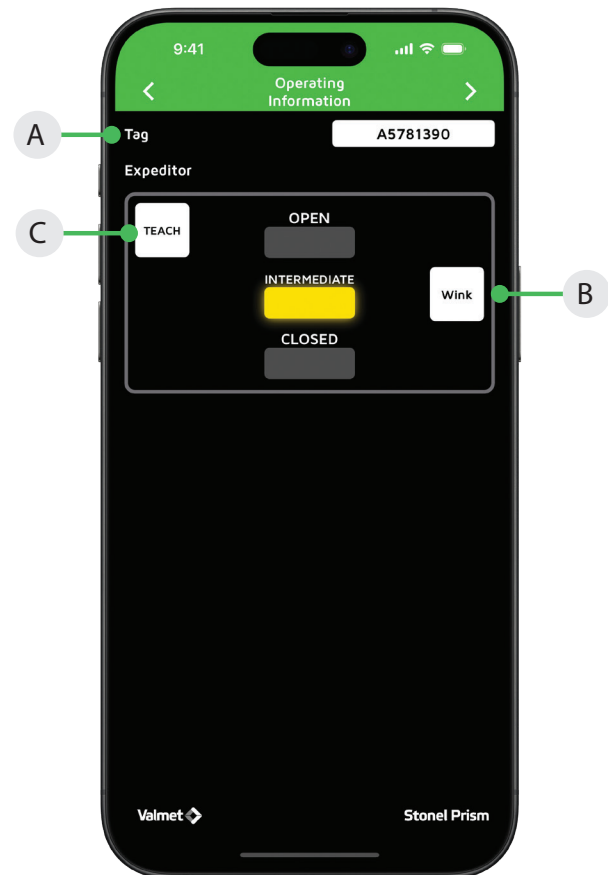 9:41
Operating
Information
A
Tag
A5781390
Expeditor
C
TEACH
OPEN
INTERMEDIATE
Wink
B
CLOSED
Valmet
Stonel Prism